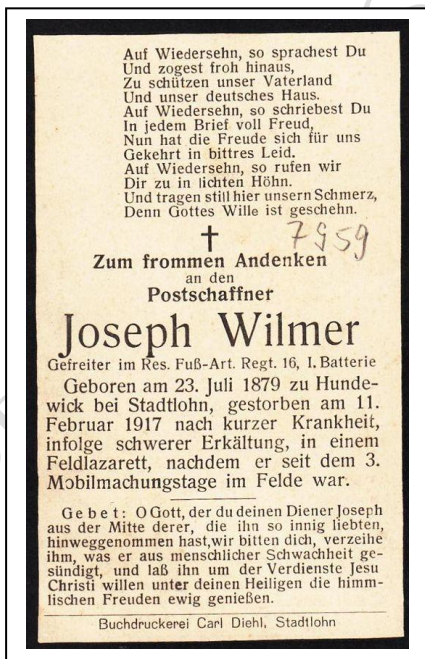 Auf Wiedersehn, so sprachest Du
Und zogest froh hinaus,
Zu schützen unser Vaterland
Und unser deutsches Haus.
Auf Wiedersehn, so schriebest Du
In jedem Brief voll Freud,
Nun hat die Freude sich für uns
Gekehrt in bittres Leid.
Auf Wiedersehn, so rufen wir
Dir zu in lichten Höhn.
Und tragen still hier unsern Schmerz,
Denn Gottes Wille ist geschehn.
7959
Zum frommen Andenken
an den
Postschaffner
Joseph Wilmer
Gefreiter im Res. Fuß-Art. Regt. 16, I. Batterie
Geboren am 23. Juli 1879 zu Hunde-
wick bei Stadtlohn, gestorben am 11.
Februar 1917 nach kurzer Krankheit,
infolge schwerer Erkältung, in einem
Feldlazarett, nachdem er seit dem 3.
Mobilmachungstage im Felde war.
Gebet: O Gott, der du deinen Diener Joseph
aus der Mitte derer, die ihn so innig liebten,
hinweggenommen hast, wir bitten dich, verzeihe
ihm, was er aus menschlicher Schwachheit ge-
sündigt, und laß ihn um der Verdienste Jesu
Christi willen unter deinen Heiligen die himm-
lischen Freuden ewig genießen.
Buchdruckerei Carl Diehl, Stadtlohn